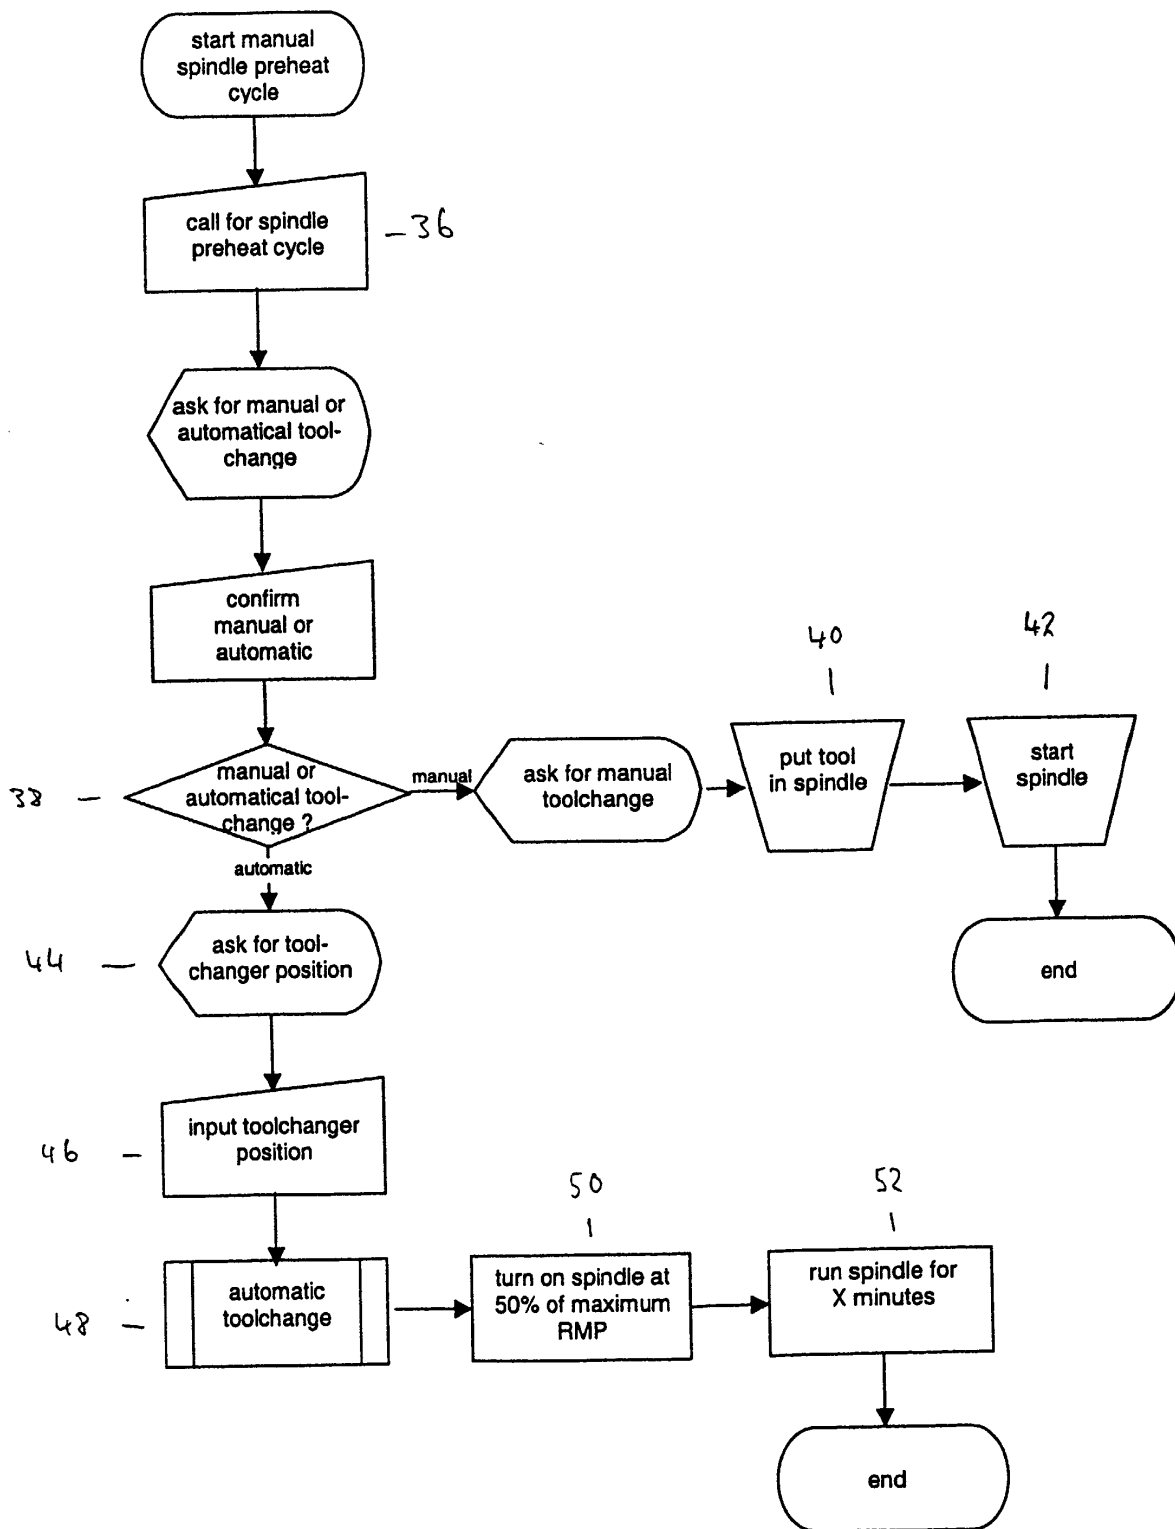 start manual
spindle preheat
cycle
call for spindle
preheat cycle
– 36
ask for manual or
automatical tool-
change
confirm
manual or
automatic
40
42
38 –
manual or
automatical tool-
change ?
manual
ask for manual
toolchange
put tool
in spindle
start
spindle
automatic
44 –
ask for tool-
changer position
end
46 –
input toolchanger
position
50
52
48 –
automatic
toolchange
turn on spindle at
50% of maximum
RMP
run spindle for
X minutes
end